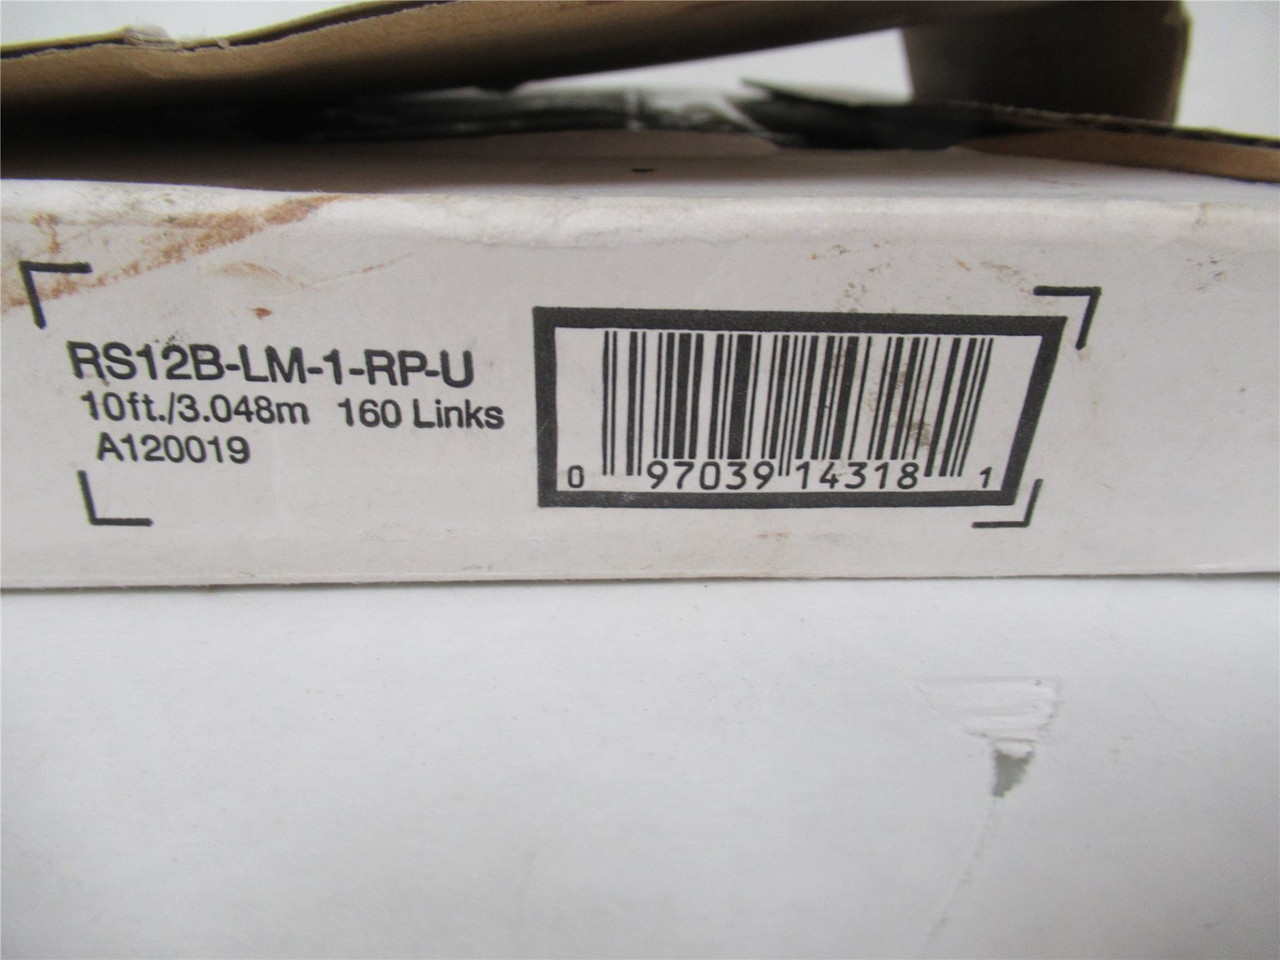 RS12B-LM-1-RP-U
10ft./3.048m 160 Links
A120019
0 97039 14318 1